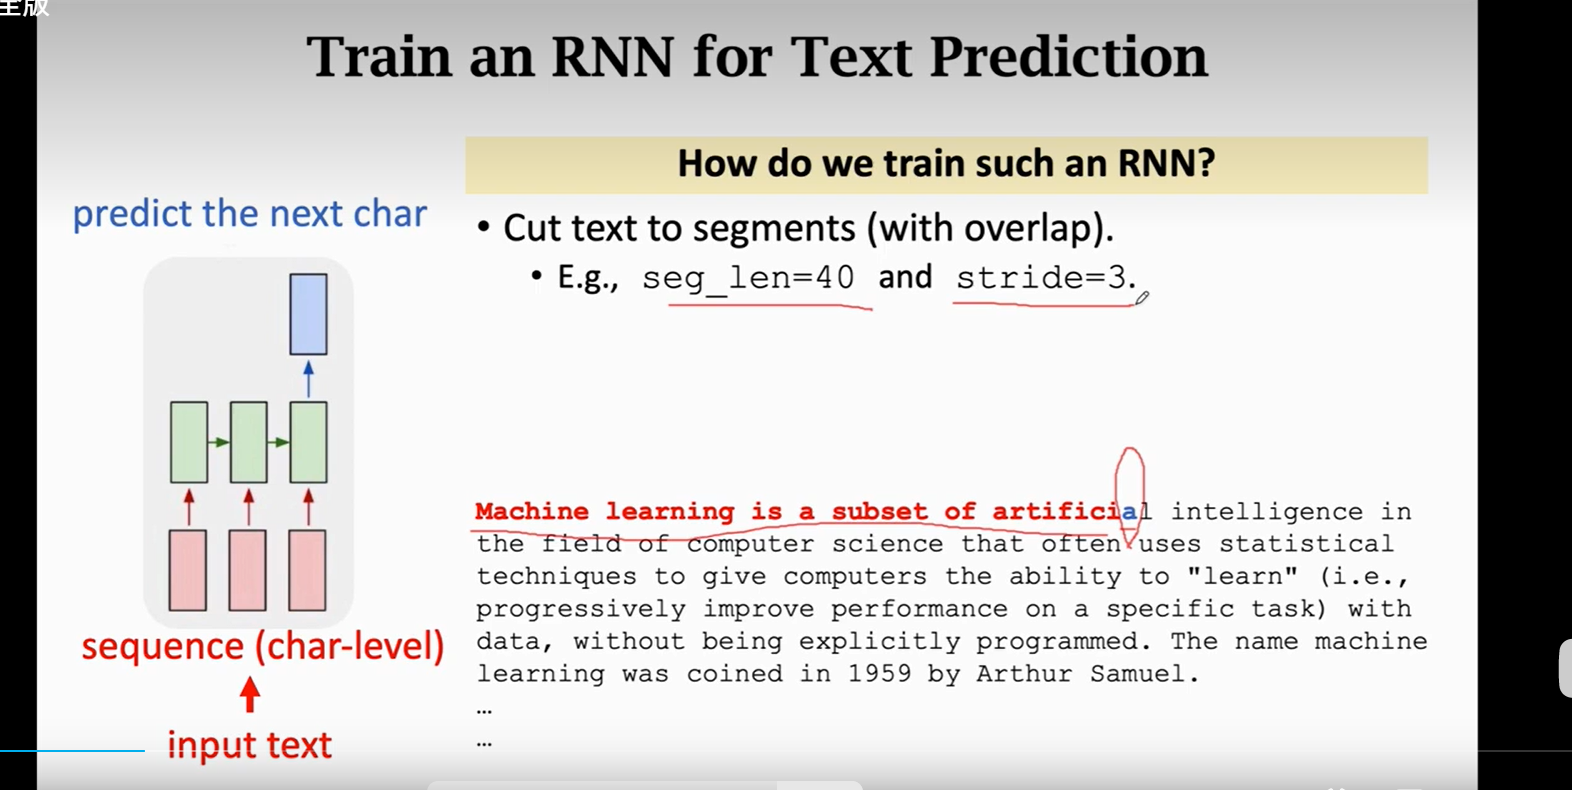 全版
Train an RNN for Text Prediction
How do we train such an RNN?
predict the next char
• Cut text to segments (with overlap).
• E.g., seg_len=40 and stride=3.
Machine learning is a subset of artificial intelligence in
the field of computer science that often uses statistical
techniques to give computers the ability to "learn" (i.e.,
progressively improve performance on a specific task) with
data, without being explicitly programmed. The name machine
learning was coined in 1959 by Arthur Samuel.
…
…
sequence (char-level)
input text